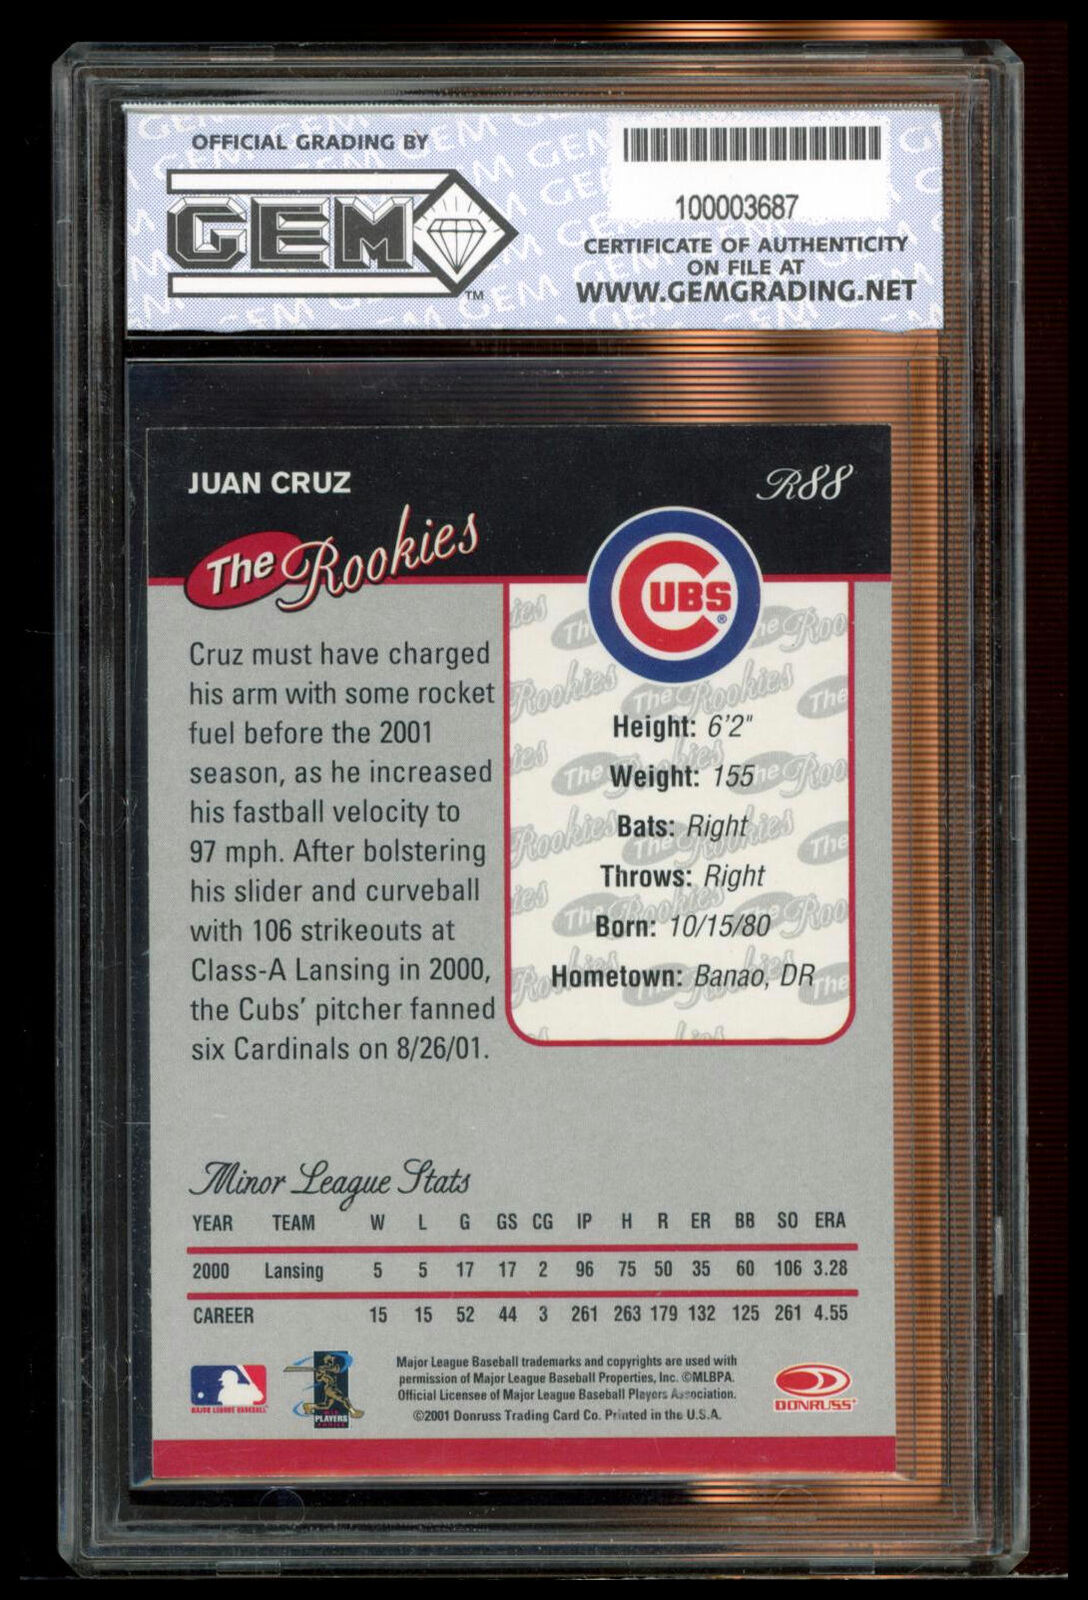 OFFICIAL GRADING BY
GEM
™
100003687
CERTIFICATE OF AUTHENTICITY
ON FILE AT
WWW.GEMGRADING.NET
JUAN CRUZ
R88
The Rookies
CUBS
®
Cruz must have charged
his arm with some rocket
fuel before the 2001
season, as he increased
his fastball velocity to
97 mph. After bolstering
his slider and curveball
with 106 strikeouts at
Class-A Lansing in 2000,
the Cubs' pitcher fanned
six Cardinals on 8/26/01.
Height: 6'2"
Weight: 155
Bats: Right
Throws: Right
Born: 10/15/80
Hometown: Banao, DR
Minor League Stats
YEAR TEAM W L G GS CG IP H R ER BB SO ERA
2000 Lansing 5 5 17 17 2 96 75 50 35 60 106 3.28
CAREER 15 15 52 44 3 261 263 179 132 125 261 4.55
MAJOR LEAGUE BASEBALL
PLAYERS
CHOICE
Major League Baseball trademarks and copyrights are used with
permission of Major League Baseball Properties, Inc. ©MLBPA.
Official Licensee of Major League Baseball Players Association.
©2001 Donruss Trading Card Co. Printed in the U.S.A.
DONRUSS